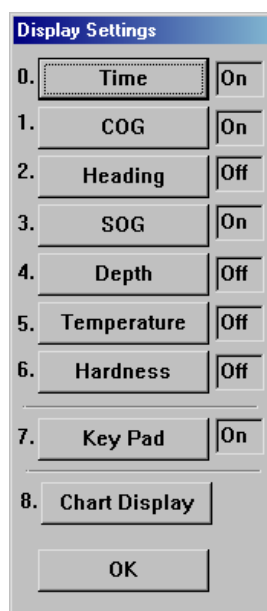 Display Settings
0. Time On
1. COG On
2. Heading Off
3. SOG On
4. Depth Off
5. Temperature Off
6. Hardness Off
7. Key Pad On
8. Chart Display
OK